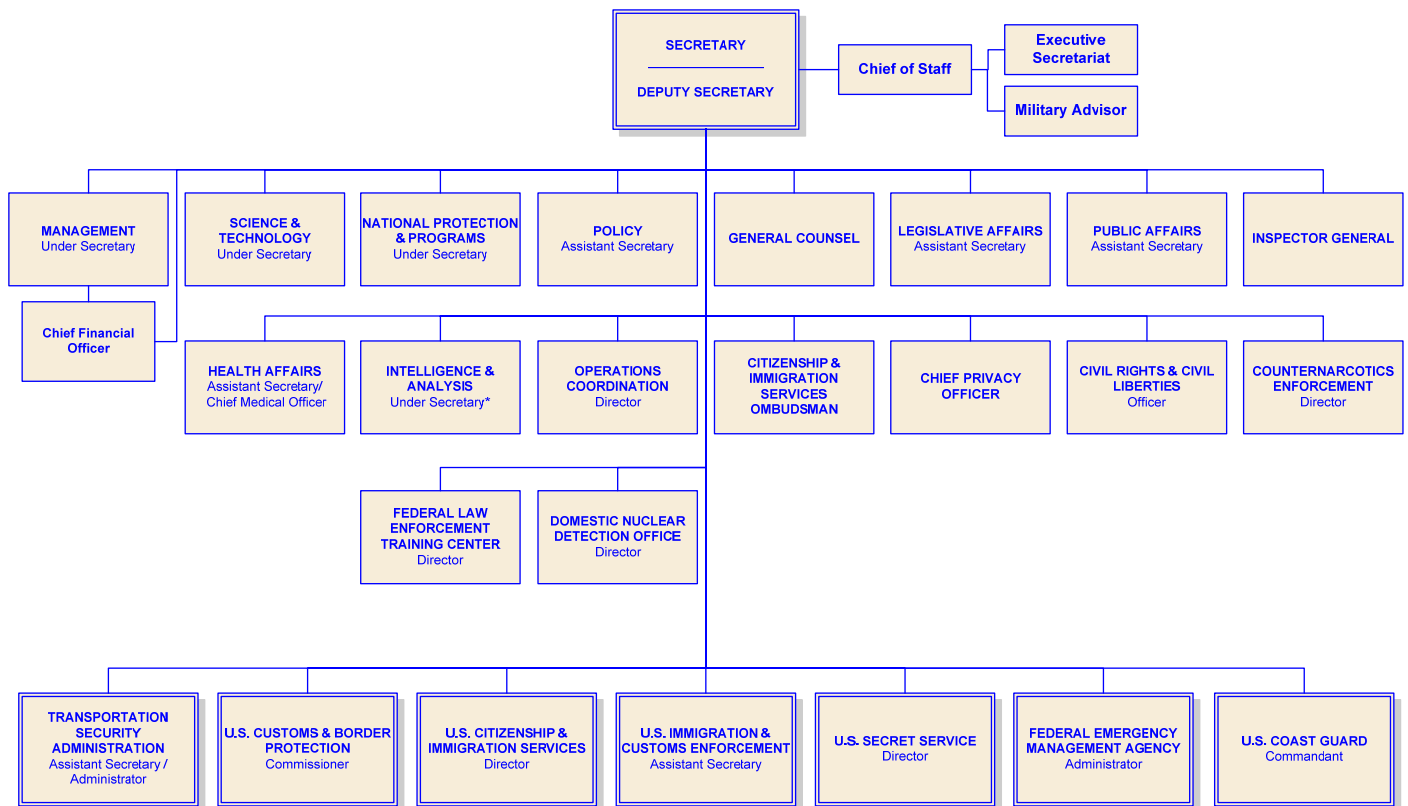 SECRETARY
DEPUTY SECRETARY
Chief of Staff
Executive
Secretariat
Military Advisor
MANAGEMENT
Under Secretary
SCIENCE &
TECHNOLOGY
Under Secretary
NATIONAL PROTECTION
& PROGRAMS
Under Secretary
POLICY
Assistant Secretary
GENERAL COUNSEL
LEGISLATIVE AFFAIRS
Assistant Secretary
PUBLIC AFFAIRS
Assistant Secretary
INSPECTOR GENERAL
Chief Financial
Officer
HEALTH AFFAIRS
Assistant Secretary/
Chief Medical Officer
INTELLIGENCE &
ANALYSIS
Under Secretary*
OPERATIONS
COORDINATION
Director
CITIZENSHIP &
IMMIGRATION
SERVICES
OMBUDSMAN
CHIEF PRIVACY
OFFICER
CIVIL RIGHTS & CIVIL
LIBERTIES
Officer
COUNTERNARCOTICS
ENFORCEMENT
Director
FEDERAL LAW
ENFORCEMENT
TRAINING CENTER
Director
DOMESTIC NUCLEAR
DETECTION OFFICE
Director
TRANSPORTATION
SECURITY
ADMINISTRATION
Assistant Secretary /
Administrator
U.S. CUSTOMS & BORDER
PROTECTION
Commissioner
U.S. CITIZENSHIP &
IMMIGRATION SERVICES
Director
U.S. IMMIGRATION &
CUSTOMS ENFORCEMENT
Assistant Secretary
U.S. SECRET SERVICE
Director
FEDERAL EMERGENCY
MANAGEMENT AGENCY
Administrator
U.S. COAST GUARD
Commandant